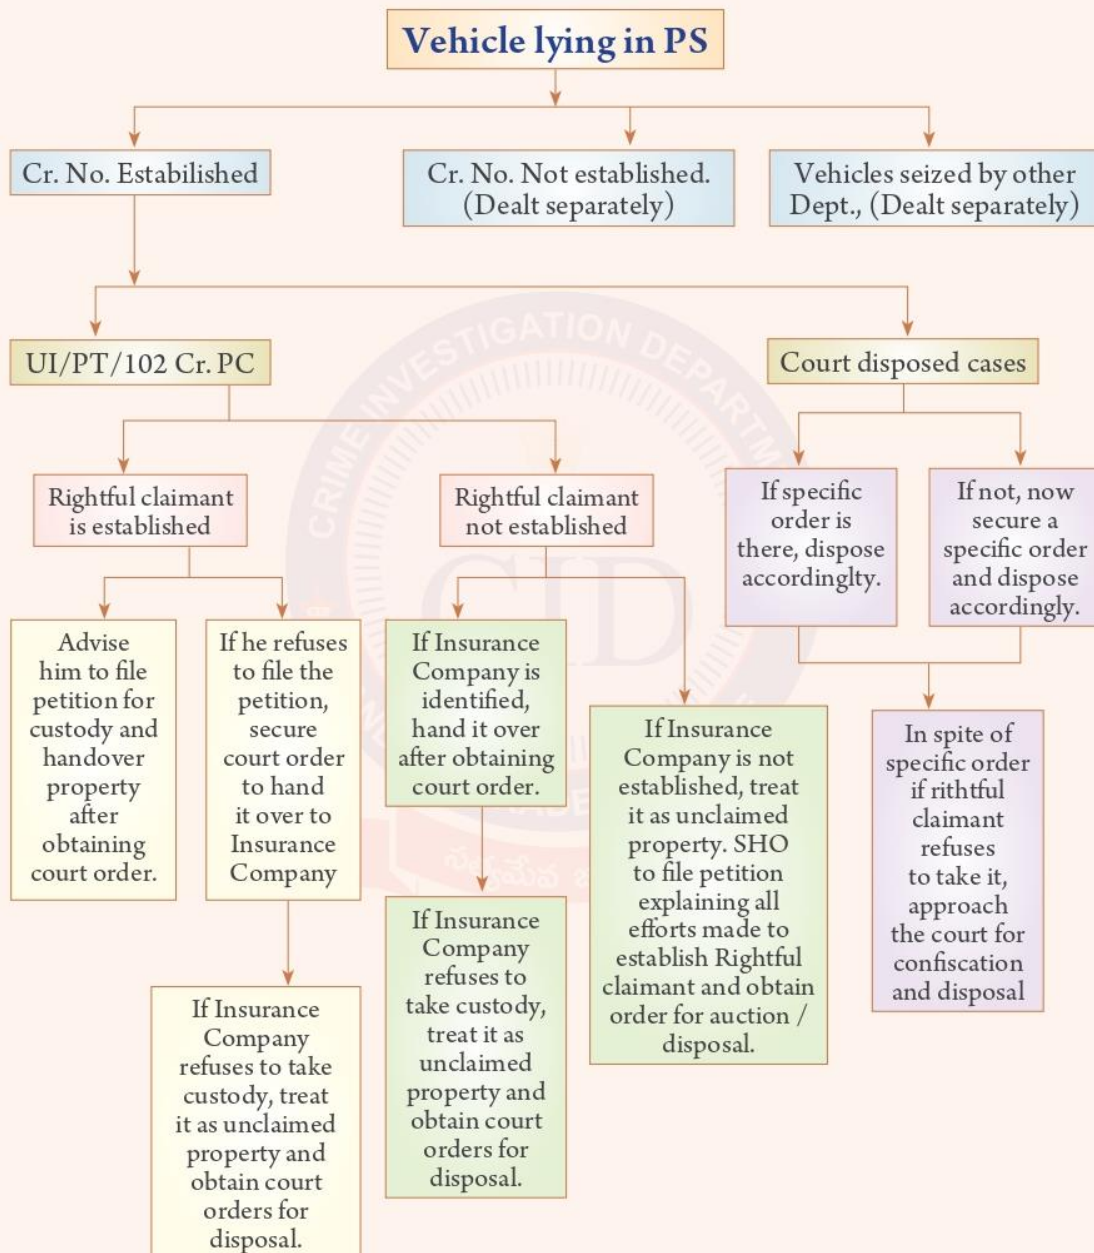 Vehicle lying in PS
Cr. No. Estabilished
Cr. No. Not established.
(Dealt separately)
Vehicles seized by other
Dept., (Dealt separately)
UI/PT/102 Cr. PC
Court disposed cases
Rightful claimant
is established
Rightful claimant
not established
If specific
order is
there, dispose
accordinglty.
If not, now
secure a
specific order
and dispose
accordingly.
Advise
him to file
petition for
custody and
handover
property
after
obtaining
court order.
If he refuses
to file the
petition,
secure
court order
to hand
it over to
Insurance
Company
If Insurance
Company is
identified,
hand it over
after obtaining
court order.
If Insurance
Company is not
established, treat
it as unclaimed
property. SHO
to file petition
explaining all
efforts made to
establish Rightful
claimant and obtain
order for auction /
disposal.
In spite of
specific order
if rithtful
claimant
refuses
to take it,
approach
the court for
confiscation
and disposal
If Insurance
Company
refuses to take
custody, treat
it as unclaimed
property and
obtain court
orders for
disposal.
If Insurance
Company
refuses to
take custody,
treat it as
unclaimed
property and
obtain court
orders for
disposal.
CRIME INVESTIGATION
CID
సత్యమేవ